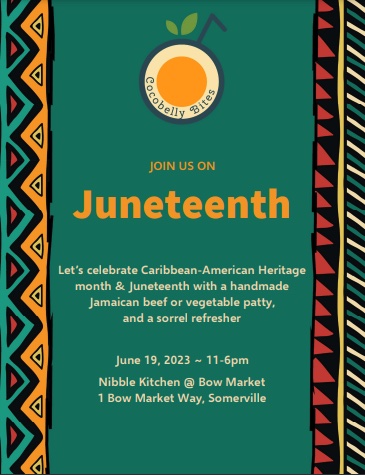 Cocobelly Bites
JOIN US ON
Juneteenth
Let's celebrate Caribbean-American Heritage
month & Juneteenth with a handmade
Jamaican beef or vegetable patty,
and a sorrel refresher
June 19, 2023 ~ 11-6pm
Nibble Kitchen @ Bow Market
1 Bow Market Way, Somerville